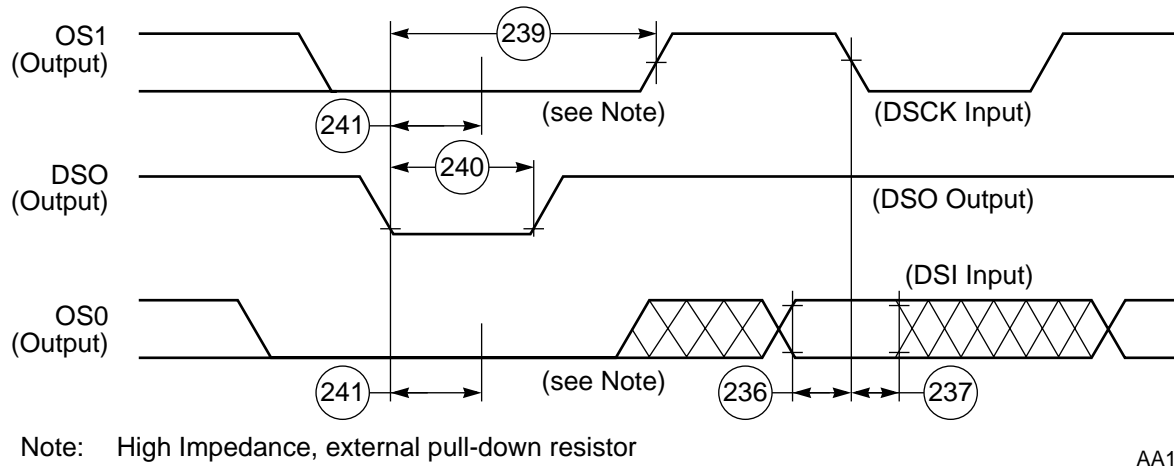 239
OS1
(Output)
(see Note)
(DSCK Input)
241
240
DSO
(Output)
(DSO Output)
(DSI Input)
OS0
(Output)
(see Note)
241
236
237
Note: High Impedance, external pull-down resistor
AA1